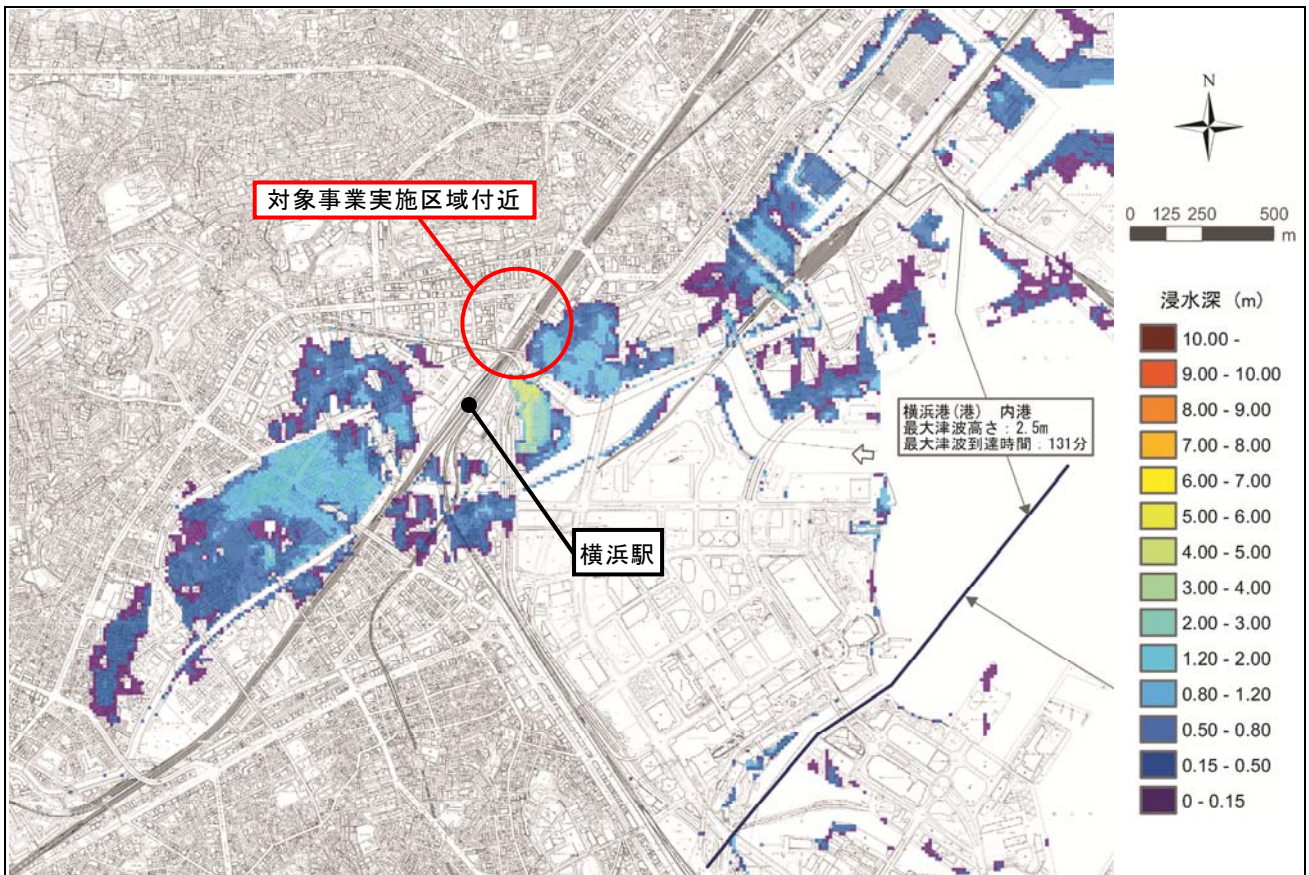 対象事業実施区域付近
横浜駅
横浜港(港) 内港
最大津波高さ：2.5m
最大津波到達時間：131分
N
0 125 250 500
m
浸水深 (m)
10.00 -
9.00 - 10.00
8.00 - 9.00
7.00 - 8.00
6.00 - 7.00
5.00 - 6.00
4.00 - 5.00
3.00 - 4.00
2.00 - 3.00
1.20 - 2.00
0.80 - 1.20
0.50 - 0.80
0.15 - 0.50
0 - 0.15